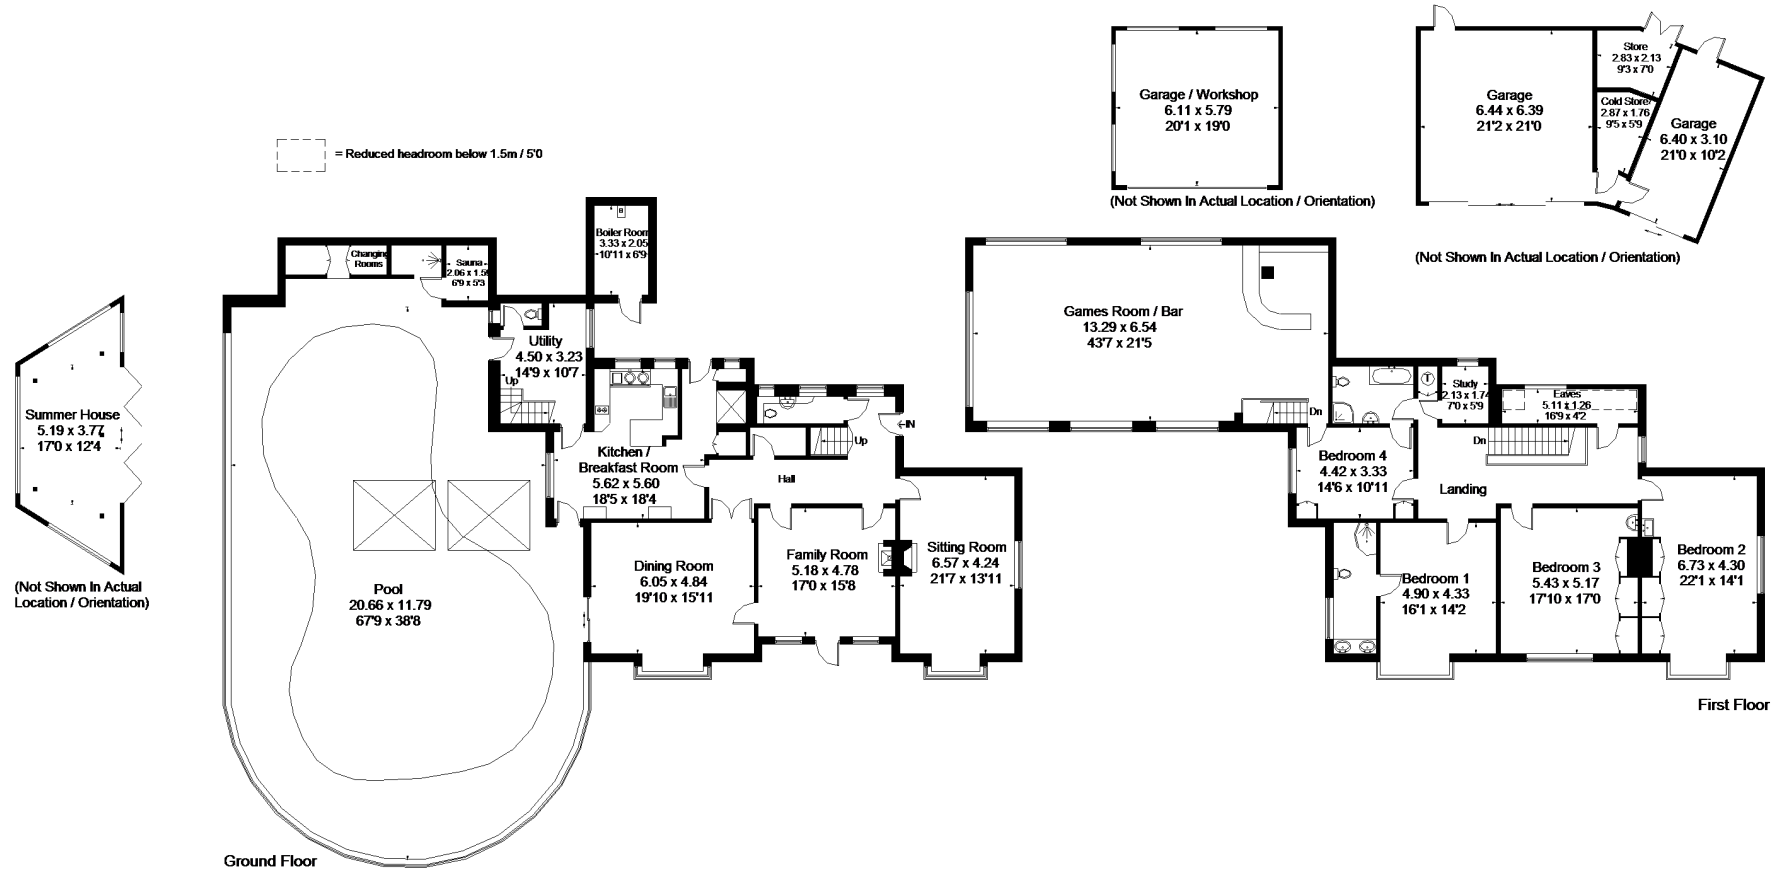 = Reduced headroom below 1.5m / 5'0
Garage / Workshop
6.11 x 5.79
20'1 x 19'0
(Not Shown In Actual Location / Orientation)
Garage
6.44 x 6.39
21'2 x 21'0
Store
2.83 x 2.13
9'3 x 7'0
Cold Store
2.87 x 1.76
9'5 x 5'9
Garage
6.40 x 3.10
21'0 x 10'2
(Not Shown In Actual Location / Orientation)
Summer House
5.19 x 3.77
17'0 x 12'4
(Not Shown In Actual
Location / Orientation)
Changing
Rooms
Sauna
2.06 x 1.59
6'9 x 5'3
Boiler Room
3.33 x 2.05
10'11 x 6'9
Utility
4.50 x 3.23
14'9 x 10'7
Up
Kitchen /
Breakfast Room
5.62 x 5.60
18'5 x 18'4
IN
Up
Hall
Pool
20.66 x 11.79
67'9 x 38'8
Dining Room
6.05 x 4.84
19'10 x 15'11
Family Room
5.18 x 4.78
17'0 x 15'8
Sitting Room
6.57 x 4.24
21'7 x 13'11
Ground Floor
Games Room / Bar
13.29 x 6.54
43'7 x 21'5
Dn
T
Study
2.13 x 1.74
7'0 x 5'9
Eaves
5.11 x 1.26
16'9 x 4'2
Dn
Bedroom 4
4.42 x 3.33
14'6 x 10'11
Landing
Bedroom 1
4.90 x 4.33
16'1 x 14'2
Bedroom 3
5.43 x 5.17
17'10 x 17'0
Bedroom 2
6.73 x 4.30
22'1 x 14'1
First Floor